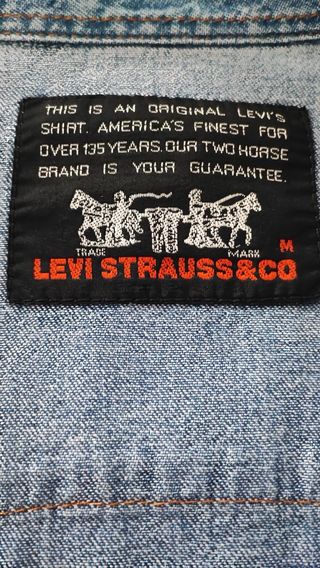 THIS IS AN ORIGINAL LEVI'S
SHIRT. AMERICA'S FINEST FOR
OVER 135 YEARS. OUR TWO HORSE
BRAND IS YOUR GUARANTEE.
TRADE MARK
M
LEVI STRAUSS&CO